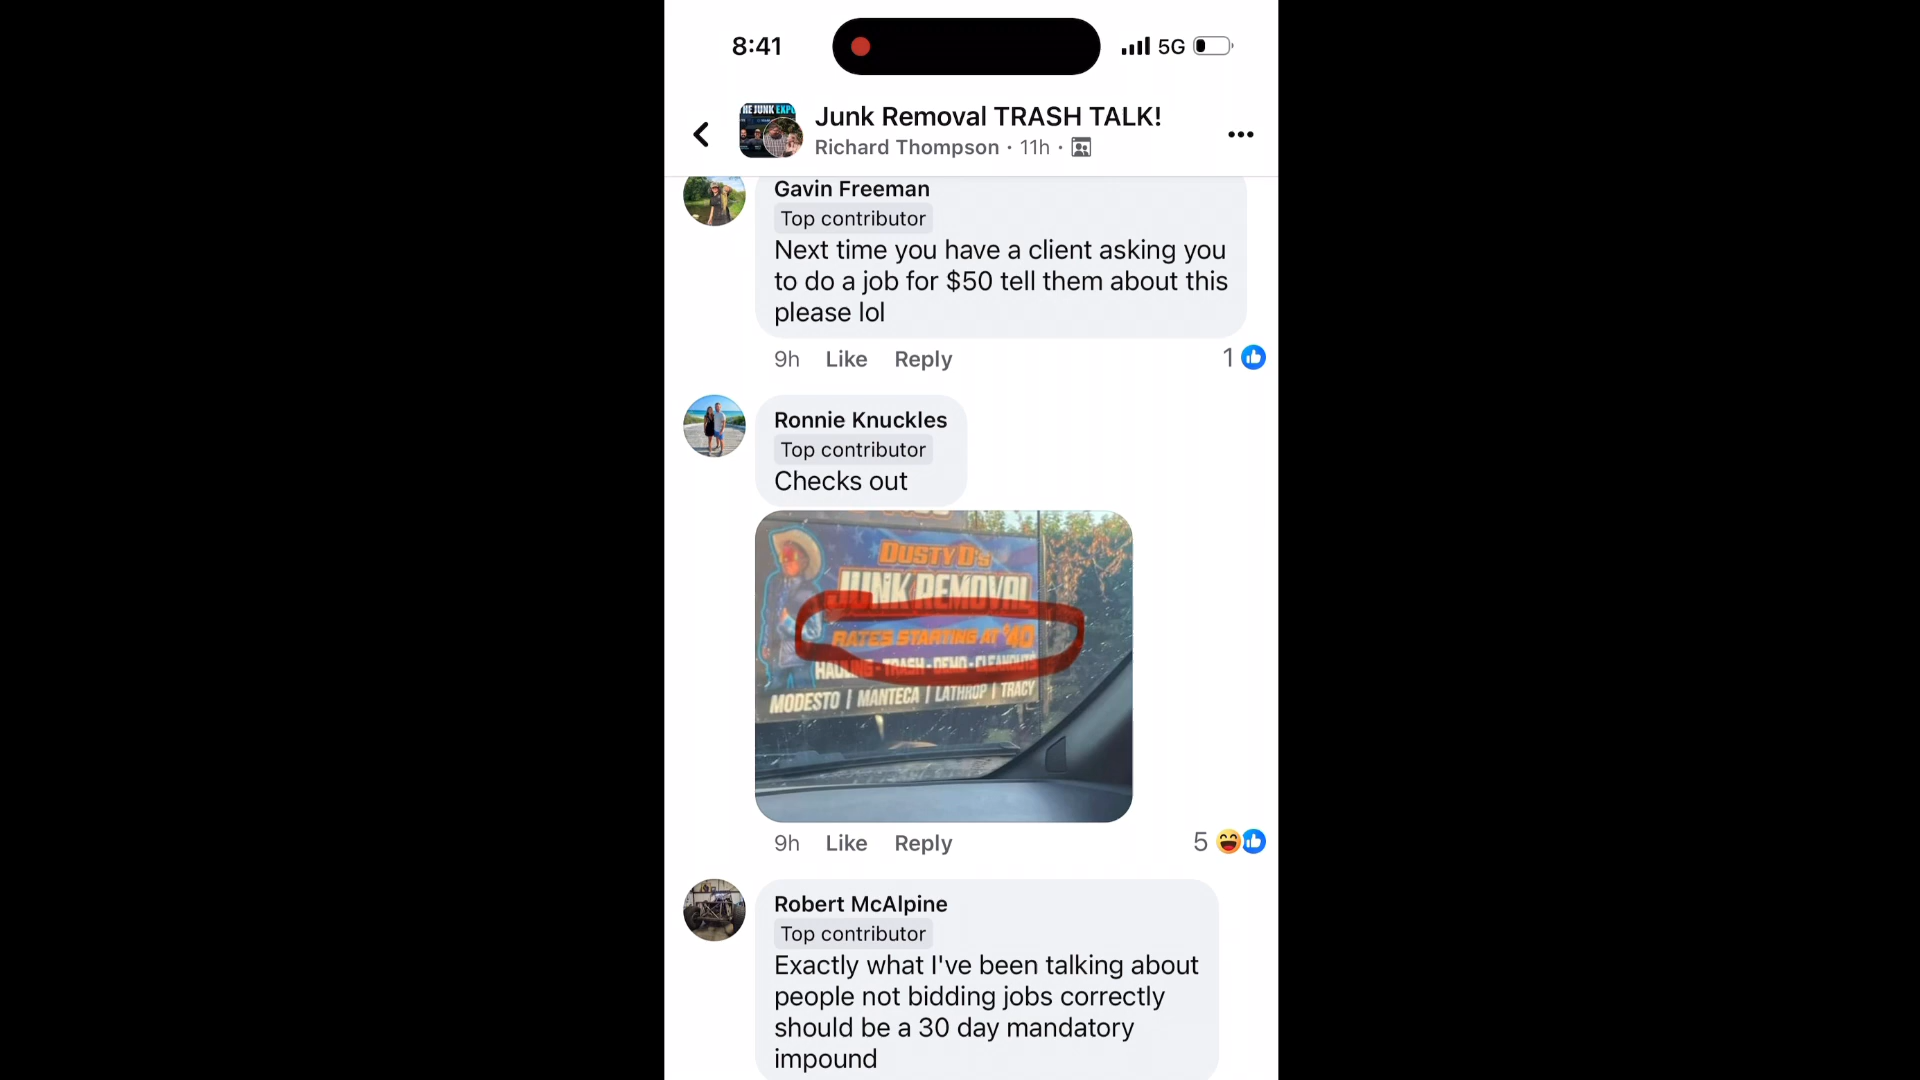 8:41
5G
Junk Removal TRASH TALK!
Richard Thompson · 11h ·
Gavin Freeman
Top contributor
Next time you have a client asking you
to do a job for $50 tell them about this
please lol
9h Like Reply 1
Ronnie Knuckles
Top contributor
Checks out
DUSTY D's
JUNK REMOVAL
RATES STARTING AT $40
HAULING - TRASH - DEMO - CLEANOUTS
MODESTO | MANTECA | LATHROP | TRACY
9h Like Reply 5
Robert McAlpine
Top contributor
Exactly what I've been talking about
people not bidding jobs correctly
should be a 30 day mandatory
impound